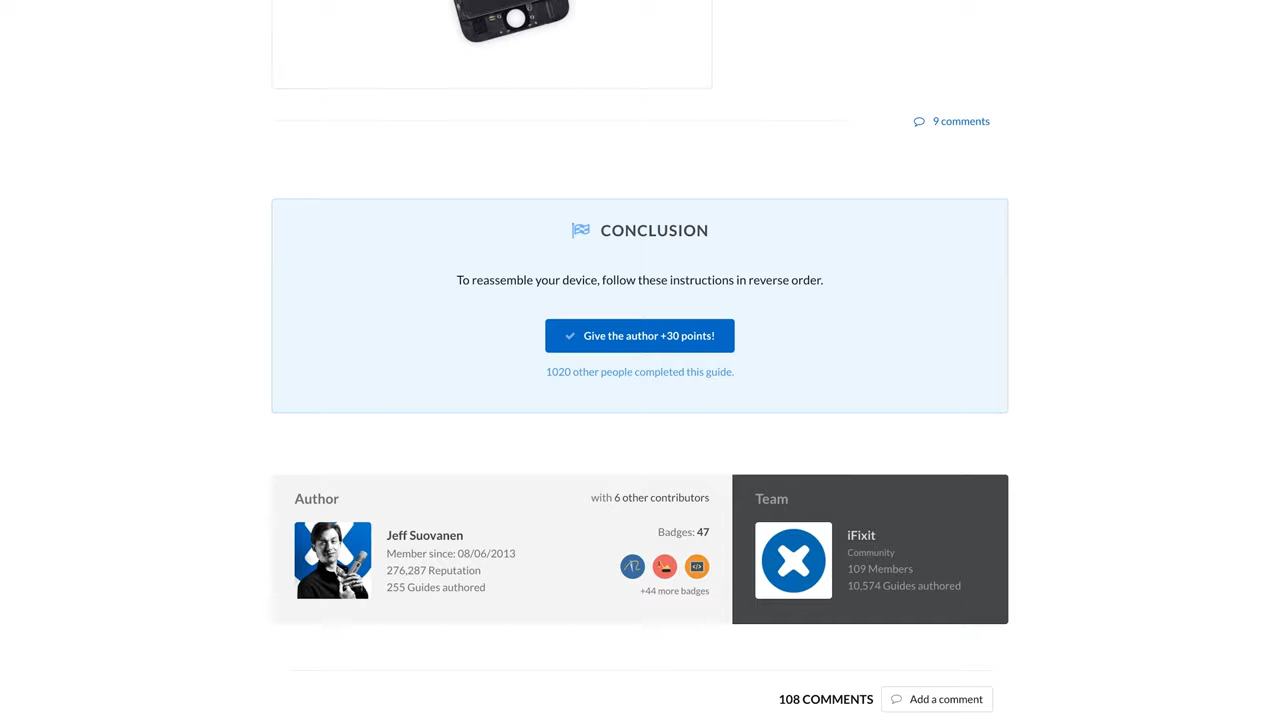 9 comments
CONCLUSION
To reassemble your device, follow these instructions in reverse order.
Give the author +30 points!
1020 other people completed this guide.
Author
with 6 other contributors
Jeff Suovanen
Member since: 08/06/2013
276,287 Reputation
255 Guides authored
Badges: 47
+44 more badges
Team
iFixit
Community
109 Members
10,574 Guides authored
108 COMMENTS
Add a comment